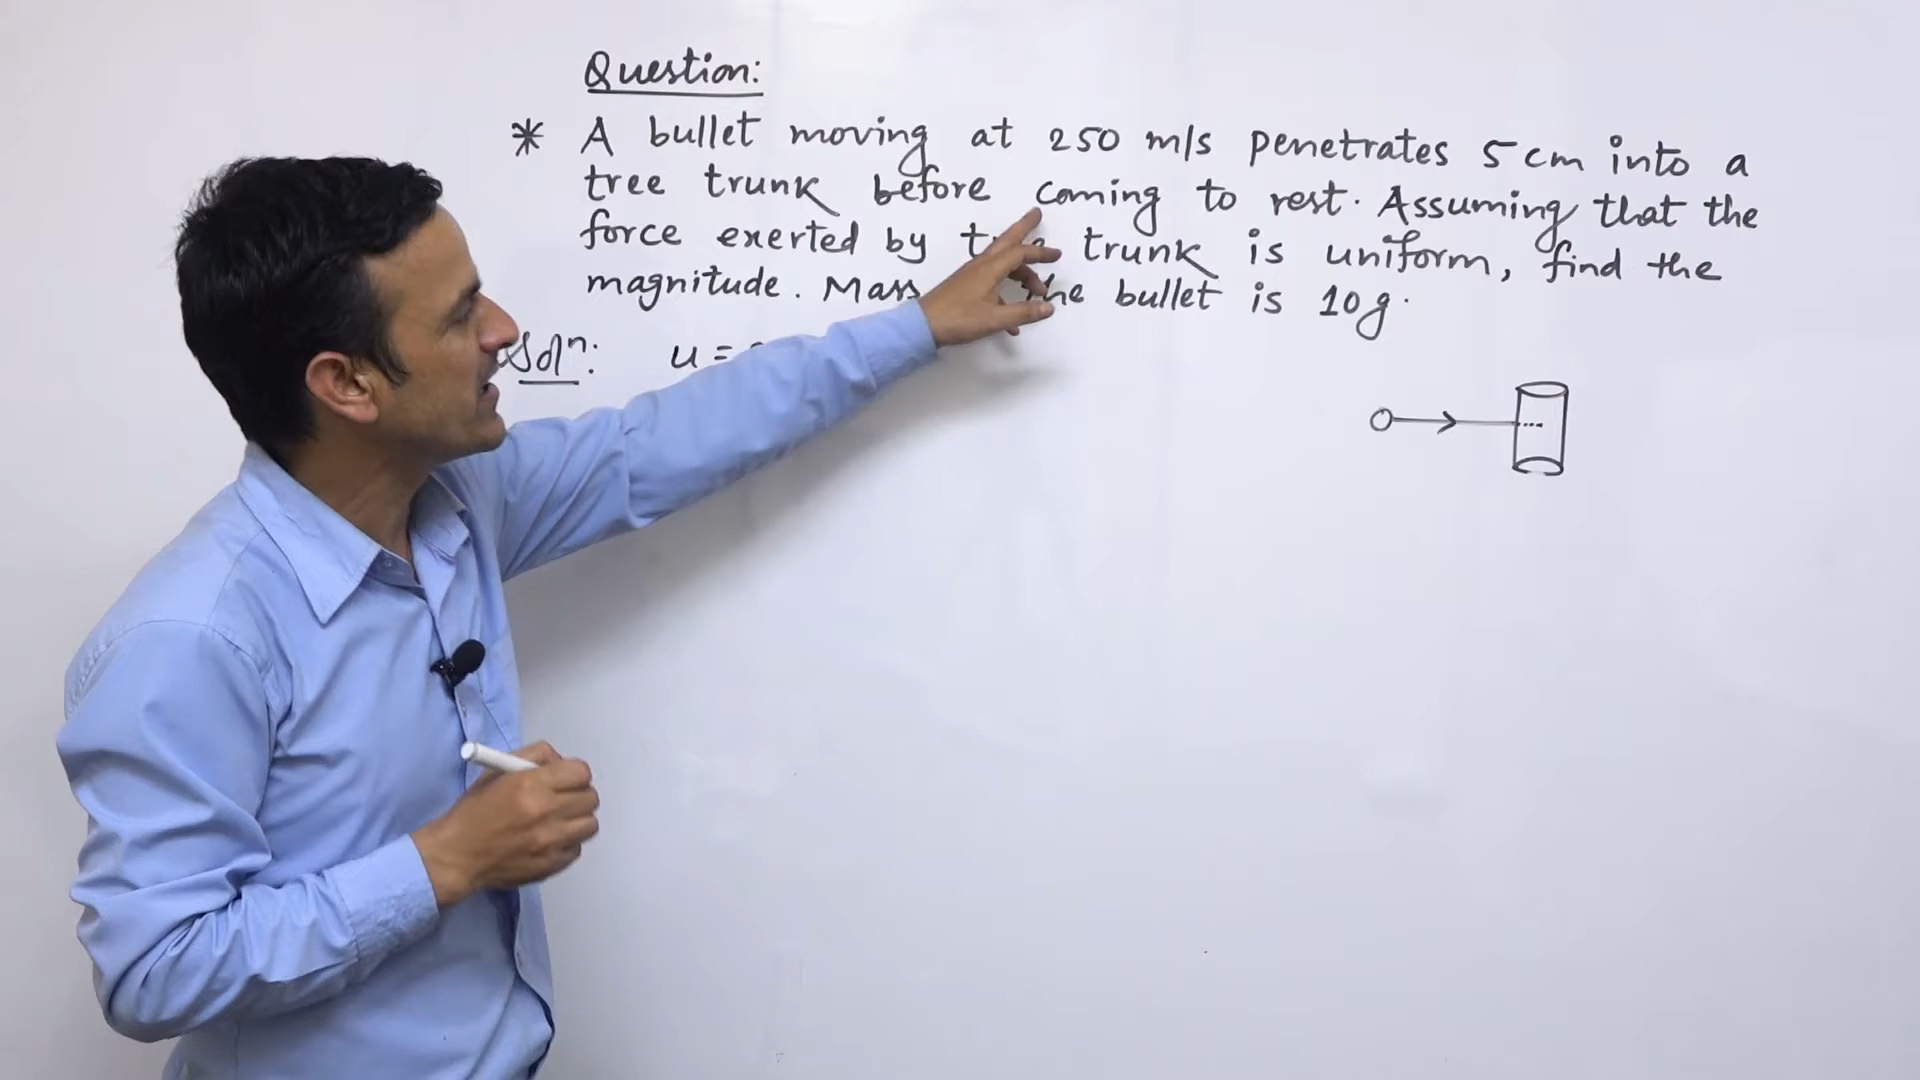 Question:
* A bullet moving at 250 m/s penetrates 5 cm into a
tree trunk before coming to rest. Assuming that the
force exerted by trunk is uniform, find the
magnitude. Mass the bullet is 10g.
Solⁿ: u =